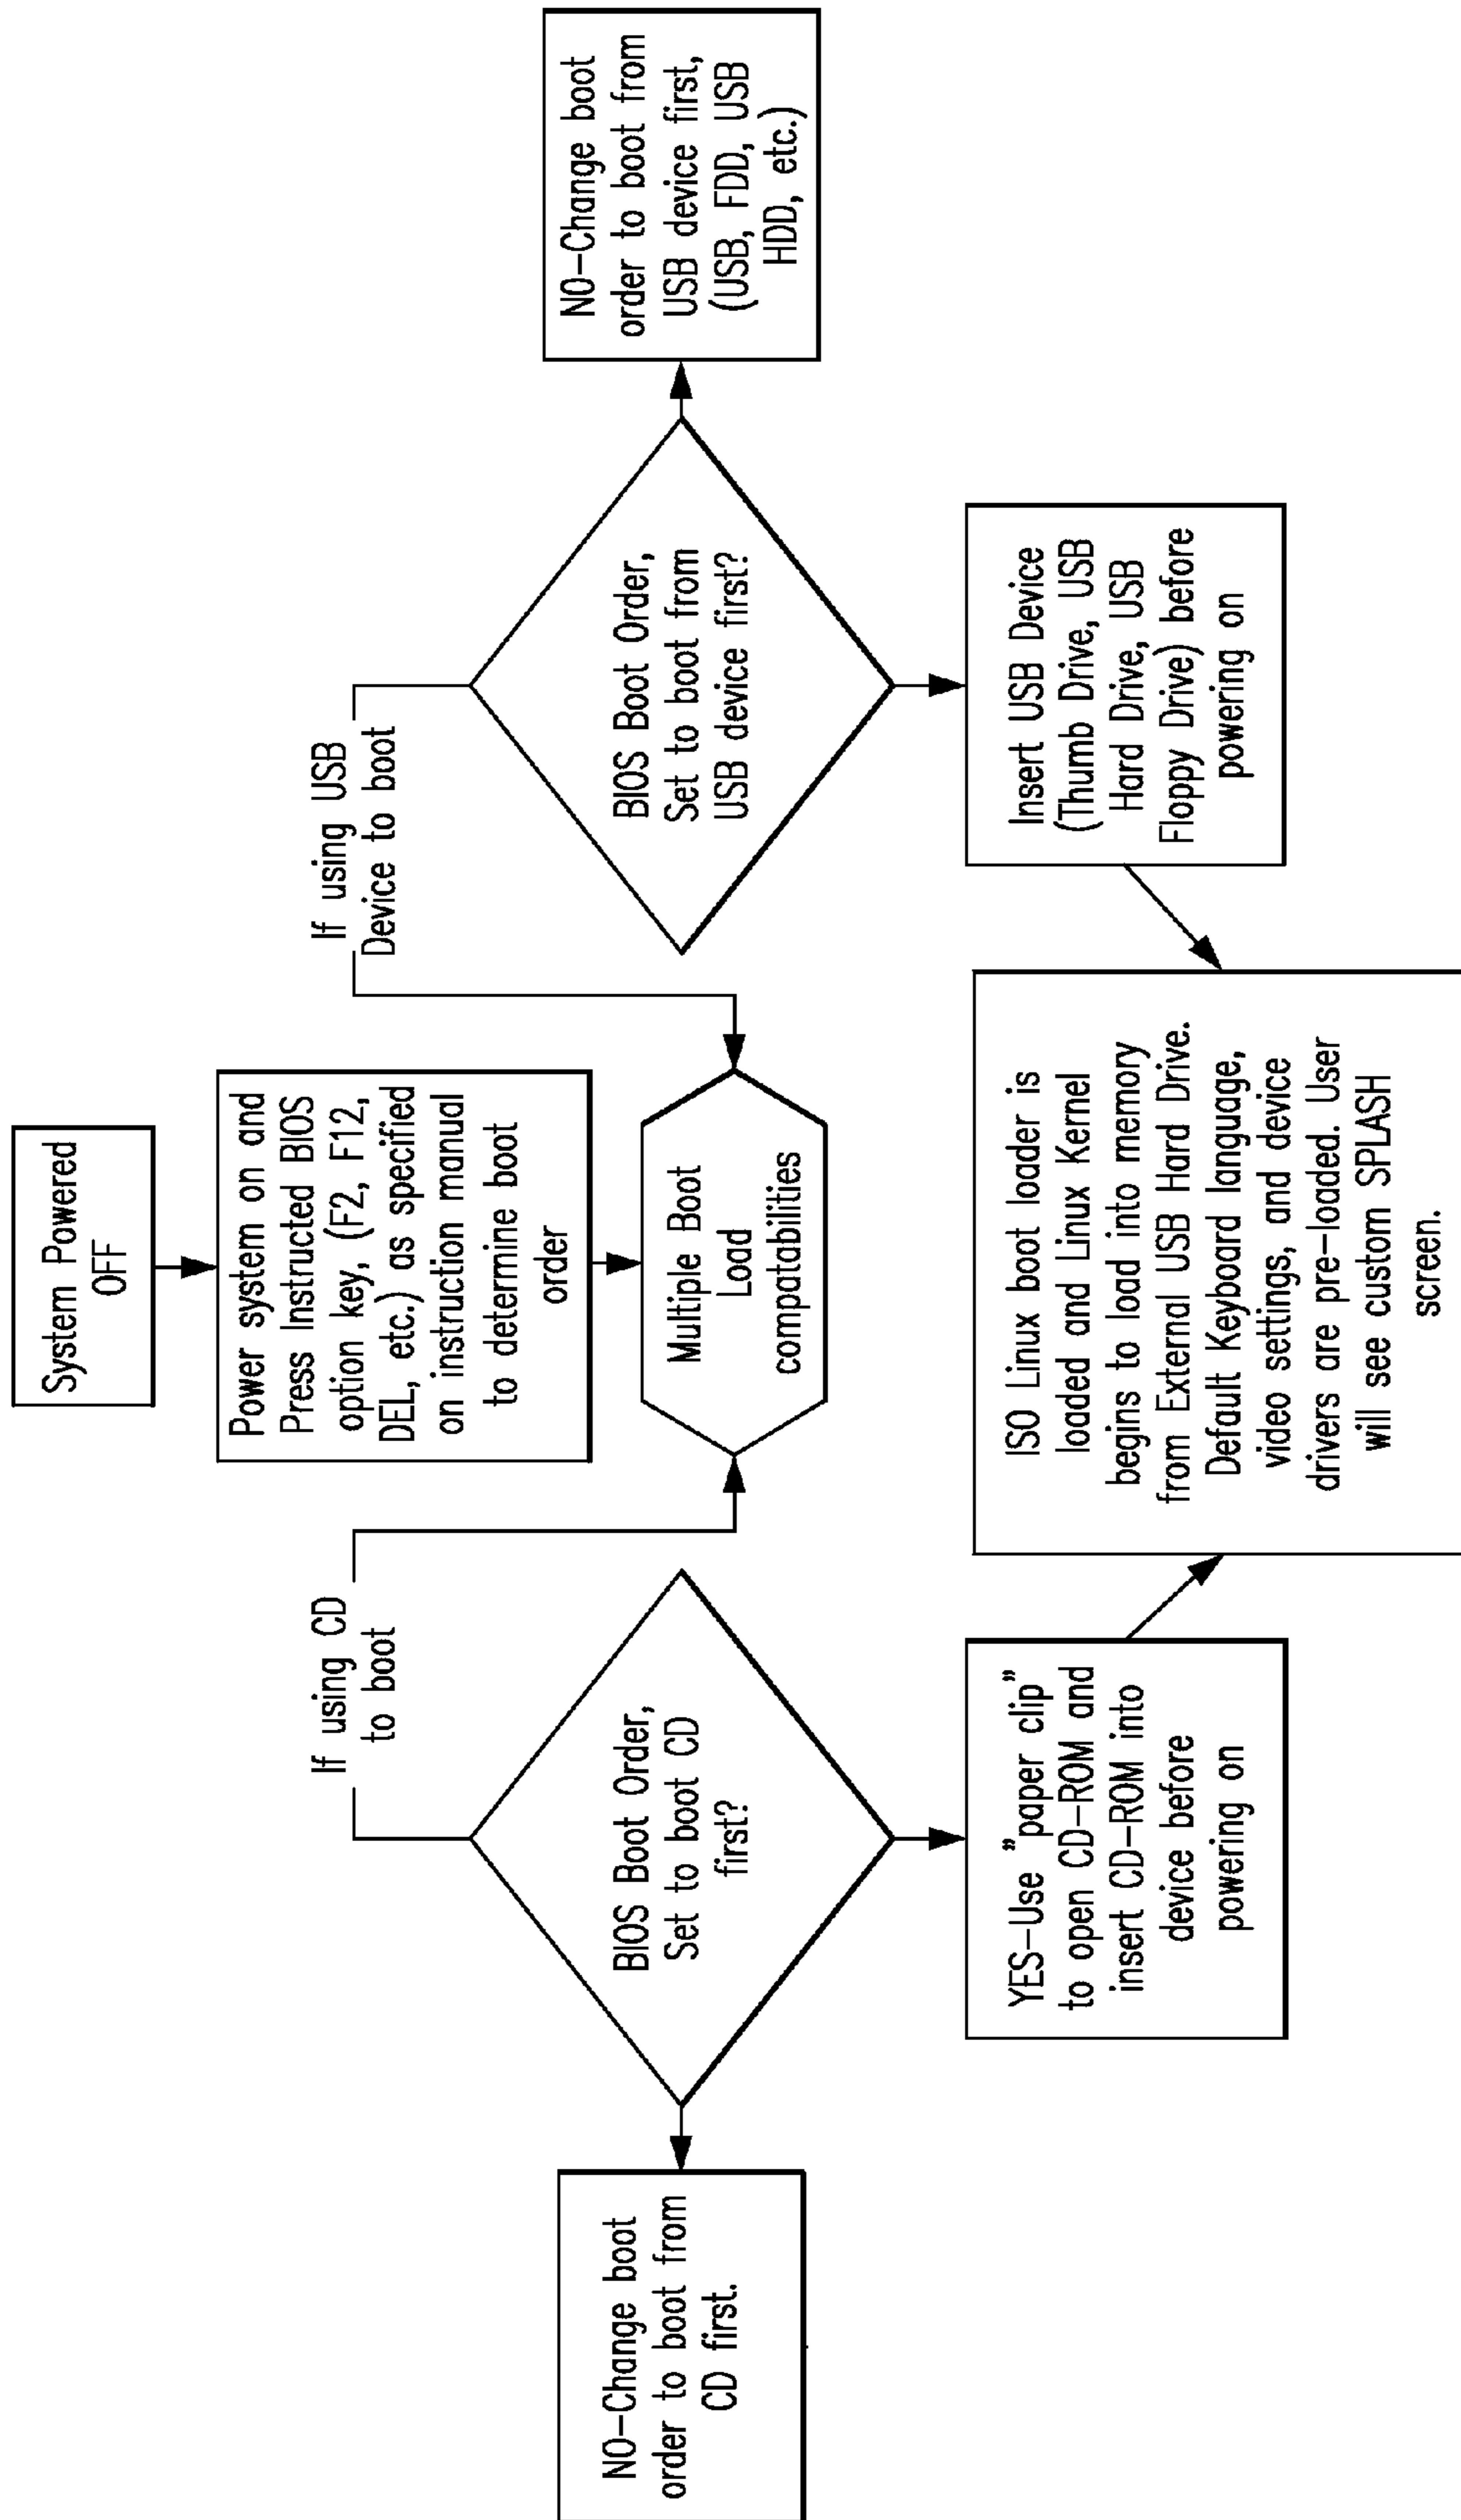 System Powered
OFF
Power system on and
Press Instructed BIOS
option key, (F2, F12,
DEL, etc.) as specified
on instruction manual
to determine boot
order
If using CD
to boot
If using USB
Device to boot
Multiple Boot
Load
compatabilities
NO-Change boot
order to boot from
CD first.
BIOS Boot Order,
Set to boot CD
first?
BIOS Boot Order,
Set to boot from
USB device first?
NO-Change boot
order to boot from
USB device first,
(USB, FDD, USB
HDD, etc.)
YES-Use "paper clip"
to open CD-ROM and
insert CD-ROM into
device before
powering on
ISO Linux boot loader is
loaded and Linux Kernel
begins to load into memory
from External USB Hard Drive.
Default Keyboard language,
video settings, and device
drivers are pre-loaded. User
will see custom SPLASH
screen.
Insert USB Device
(Thumb Drive, USB
Hard Drive, USB
Floppy Drive) before
powering on